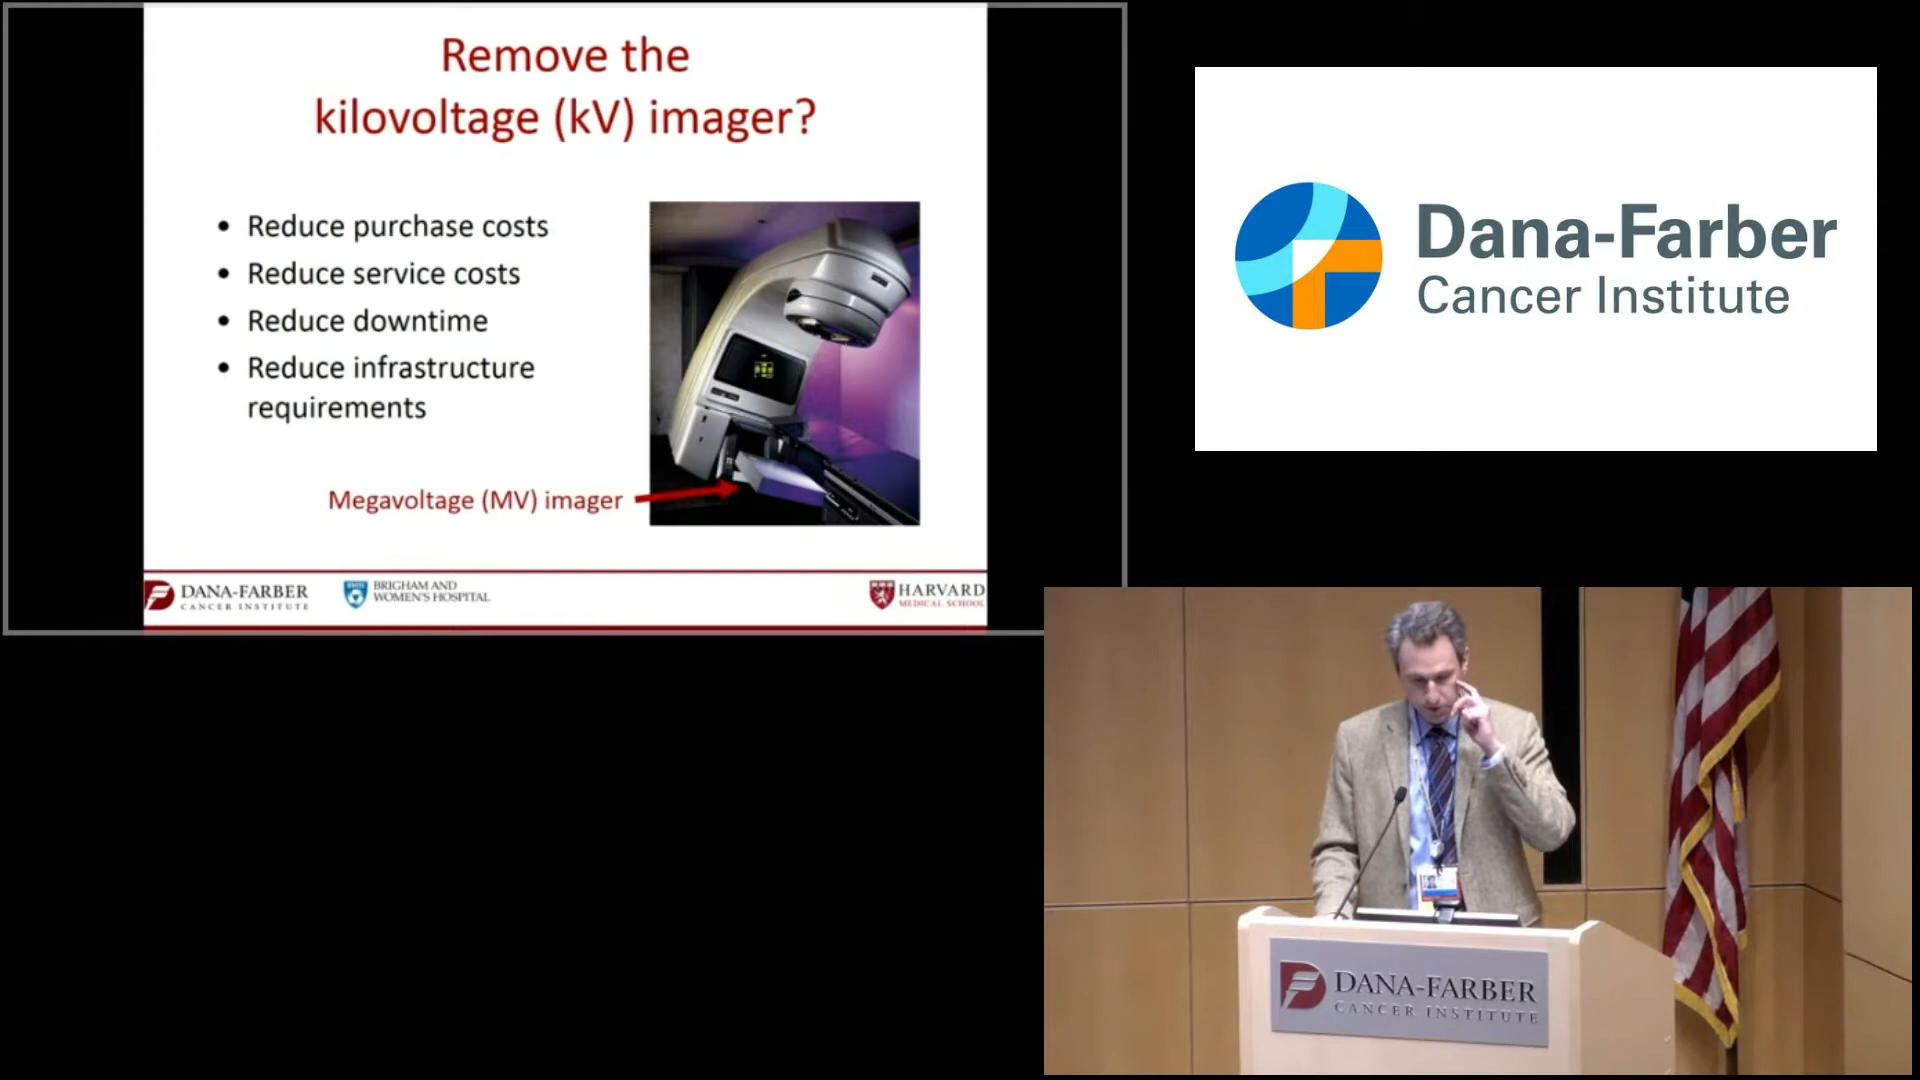 Remove the
kilovoltage (kV) imager?
• Reduce purchase costs
• Reduce service costs
• Reduce downtime
• Reduce infrastructure
requirements
Megavoltage (MV) imager
DANA-FARBER
CANCER INSTITUTE
BRIGHAM AND
WOMEN'S HOSPITAL
HARVARD
MEDICAL SCHOOL
Dana-Farber
Cancer Institute
DANA-FARBER
CANCER INSTITUTE